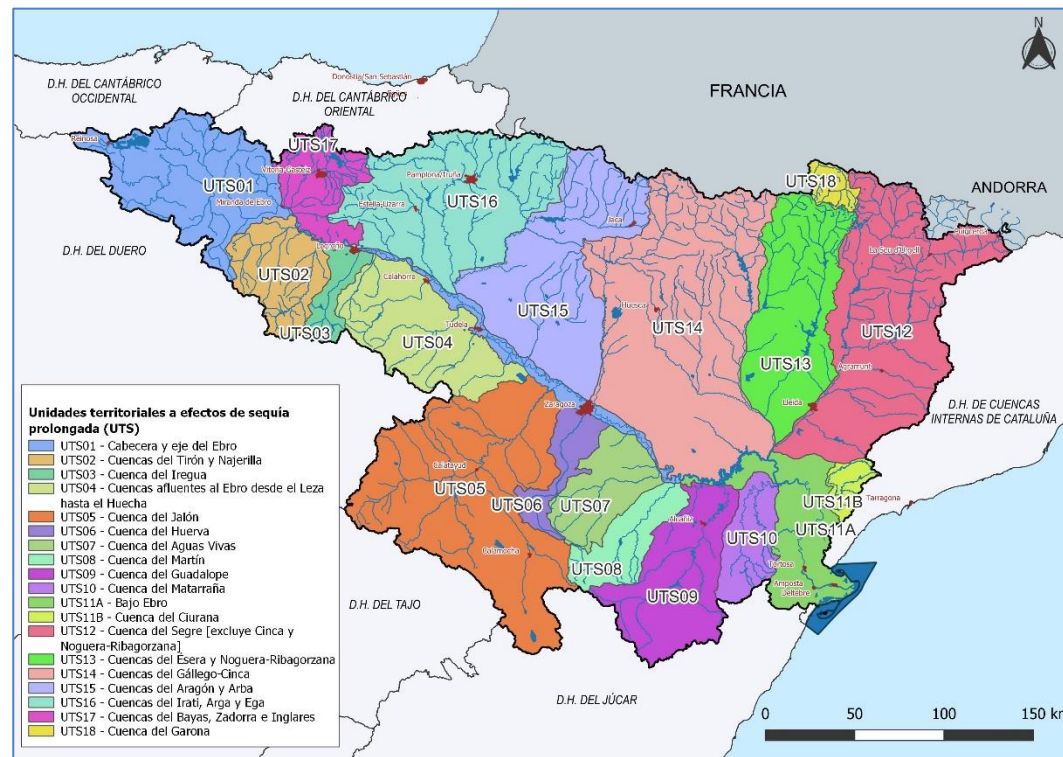 N
Donostia/San Sebastián
D.H. DEL CANTÁBRICO
OCCIDENTAL
D.H. DEL CANTÁBRICO
ORIENTAL
FRANCIA
Reinosa
UTS17
Vitoria-Gasteiz
UTS01
Pamplona/Iruña
UTS18
ANDORRA
Miranda de Ebro
Estella-Lizarra
UTS16
Jaca
Puigcerdá
La Seu d'Urgell
D.H. DEL DUERO
Logroño
UTS02
Calahorra
UTS03
UTS15
Huesca
UTS14
UTS12
Tudela
UTS04
UTS13
Agramunt
Lleida
Zaragoza
D.H. DE CUENCAS
INTERNAS DE CATALUÑA
Unidades territoriales a efectos de sequía
prolongada (UTS)
UTS01 - Cabecera y eje del Ebro
UTS02 - Cuencas del Tirón y Najerilla
UTS03 - Cuenca del Iregua
UTS04 - Cuencas afluentes al Ebro desde el Leza
hasta el Huecha
UTS05 - Cuenca del Jalón
UTS06 - Cuenca del Huerva
UTS07 - Cuenca del Aguas Vivas
UTS08 - Cuenca del Martín
UTS09 - Cuenca del Guadalope
UTS10 - Cuenca del Matarraña
UTS11A - Bajo Ebro
UTS11B - Cuenca del Ciurana
UTS12 - Cuenca del Segre [excluye Cinca y
Noguera-Ribagorzana]
UTS13 - Cuencas del Ésera y Noguera-Ribagorzana
UTS14 - Cuencas del Gállego-Cinca
UTS15 - Cuencas del Aragón y Arba
UTS16 - Cuencas del Irati, Arga y Ega
UTS17 - Cuencas del Bayas, Zadorra e Inglares
UTS18 - Cuenca del Garona
Calatayud
UTS05
UTS06
UTS07
Alcañiz
UTS10
UTS11B
Tarragona
UTS11A
Calamocha
UTS08
UTS09
Tortosa
Amposta
Deltebre
D.H. DEL TAJO
D.H. DEL JÚCAR
0 50 100 150 km